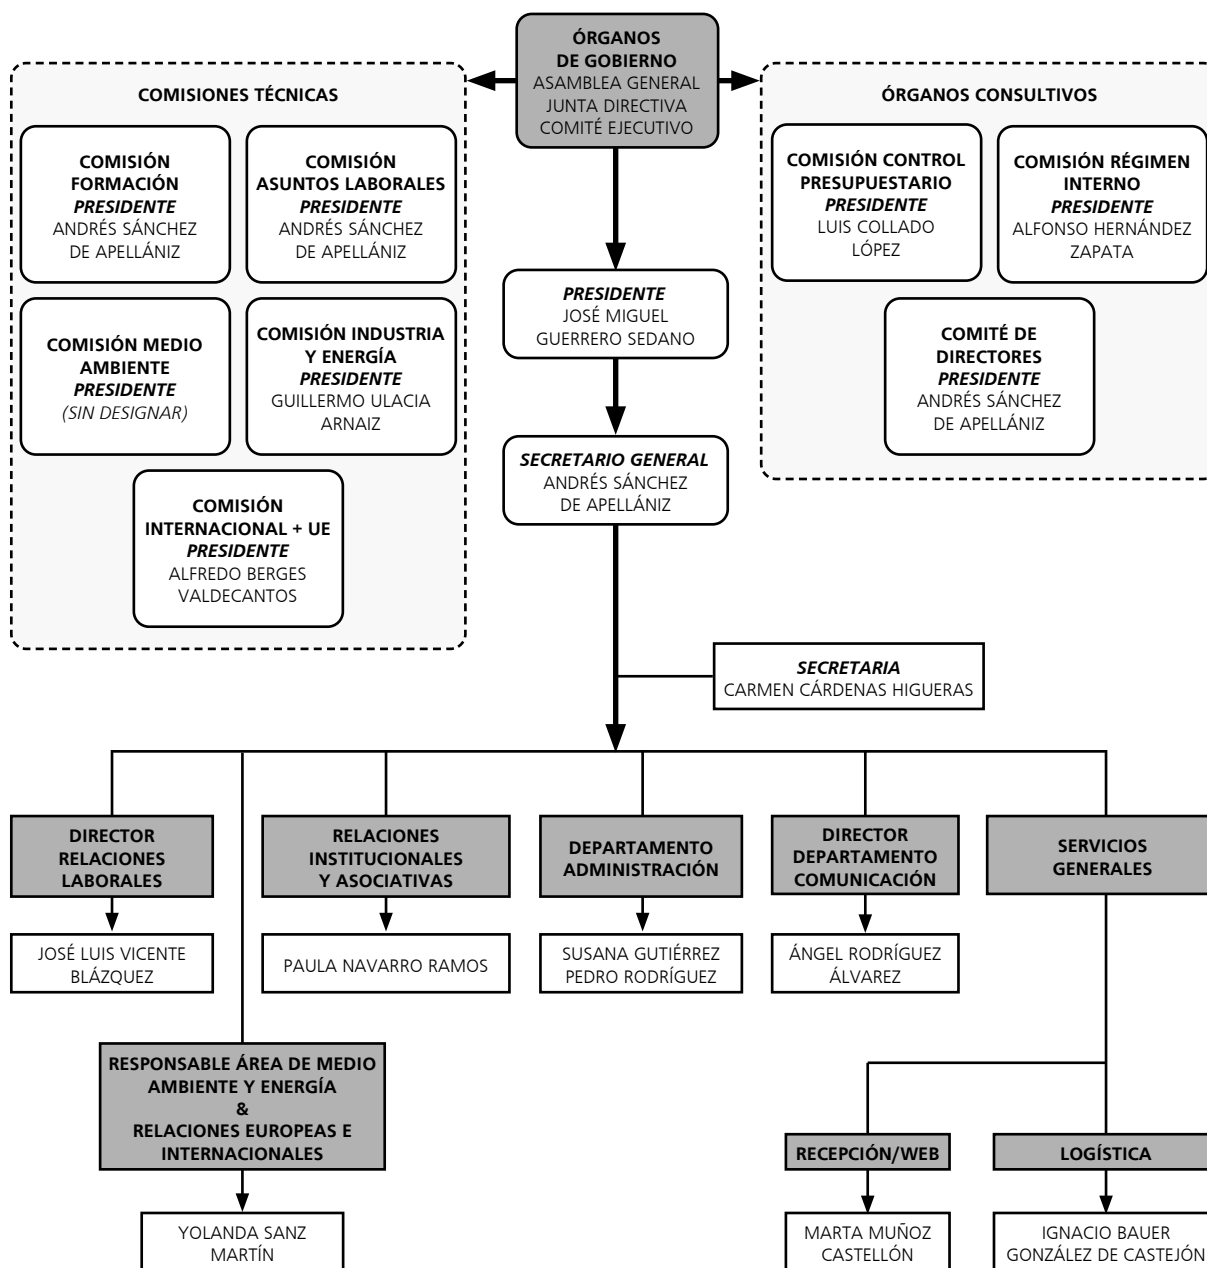 ÓRGANOS
DE GOBIERNO
ASAMBLEA GENERAL
JUNTA DIRECTIVA
COMITÉ EJECUTIVO
COMISIONES TÉCNICAS
COMISIÓN
FORMACIÓN
PRESIDENTE
ANDRÉS SÁNCHEZ
DE APELLÁNIZ
COMISIÓN
ASUNTOS LABORALES
PRESIDENTE
ANDRÉS SÁNCHEZ
DE APELLÁNIZ
COMISIÓN MEDIO
AMBIENTE
PRESIDENTE
(SIN DESIGNAR)
COMISIÓN INDUSTRIA
Y ENERGÍA
PRESIDENTE
GUILLERMO ULACIA
ARNAIZ
COMISIÓN
INTERNACIONAL + UE
PRESIDENTE
ALFREDO BERGES
VALDECANTOS
ÓRGANOS CONSULTIVOS
COMISIÓN CONTROL
PRESUPUESTARIO
PRESIDENTE
LUIS COLLADO
LÓPEZ
COMISIÓN RÉGIMEN
INTERNO
PRESIDENTE
ALFONSO HERNÁNDEZ
ZAPATA
COMITÉ DE
DIRECTORES
PRESIDENTE
ANDRÉS SÁNCHEZ
DE APELLÁNIZ
PRESIDENTE
JOSÉ MIGUEL
GUERRERO SEDANO
SECRETARIO GENERAL
ANDRÉS SÁNCHEZ
DE APELLÁNIZ
SECRETARIA
CARMEN CÁRDENAS HIGUERAS
DIRECTOR
RELACIONES
LABORALES
JOSÉ LUIS VICENTE
BLÁZQUEZ
RELACIONES
INSTITUCIONALES
Y ASOCIATIVAS
PAULA NAVARRO RAMOS
DEPARTAMENTO
ADMINISTRACIÓN
SUSANA GUTIÉRREZ
PEDRO RODRÍGUEZ
DIRECTOR
DEPARTAMENTO
COMUNICACIÓN
ÁNGEL RODRÍGUEZ
ÁLVAREZ
SERVICIOS
GENERALES
RESPONSABLE ÁREA DE MEDIO
AMBIENTE Y ENERGÍA
&
RELACIONES EUROPEAS E
INTERNACIONALES
YOLANDA SANZ
MARTÍN
RECEPCIÓN/WEB
MARTA MUÑOZ
CASTELLÓN
LOGÍSTICA
IGNACIO BAUER
GONZÁLEZ DE CASTEJÓN